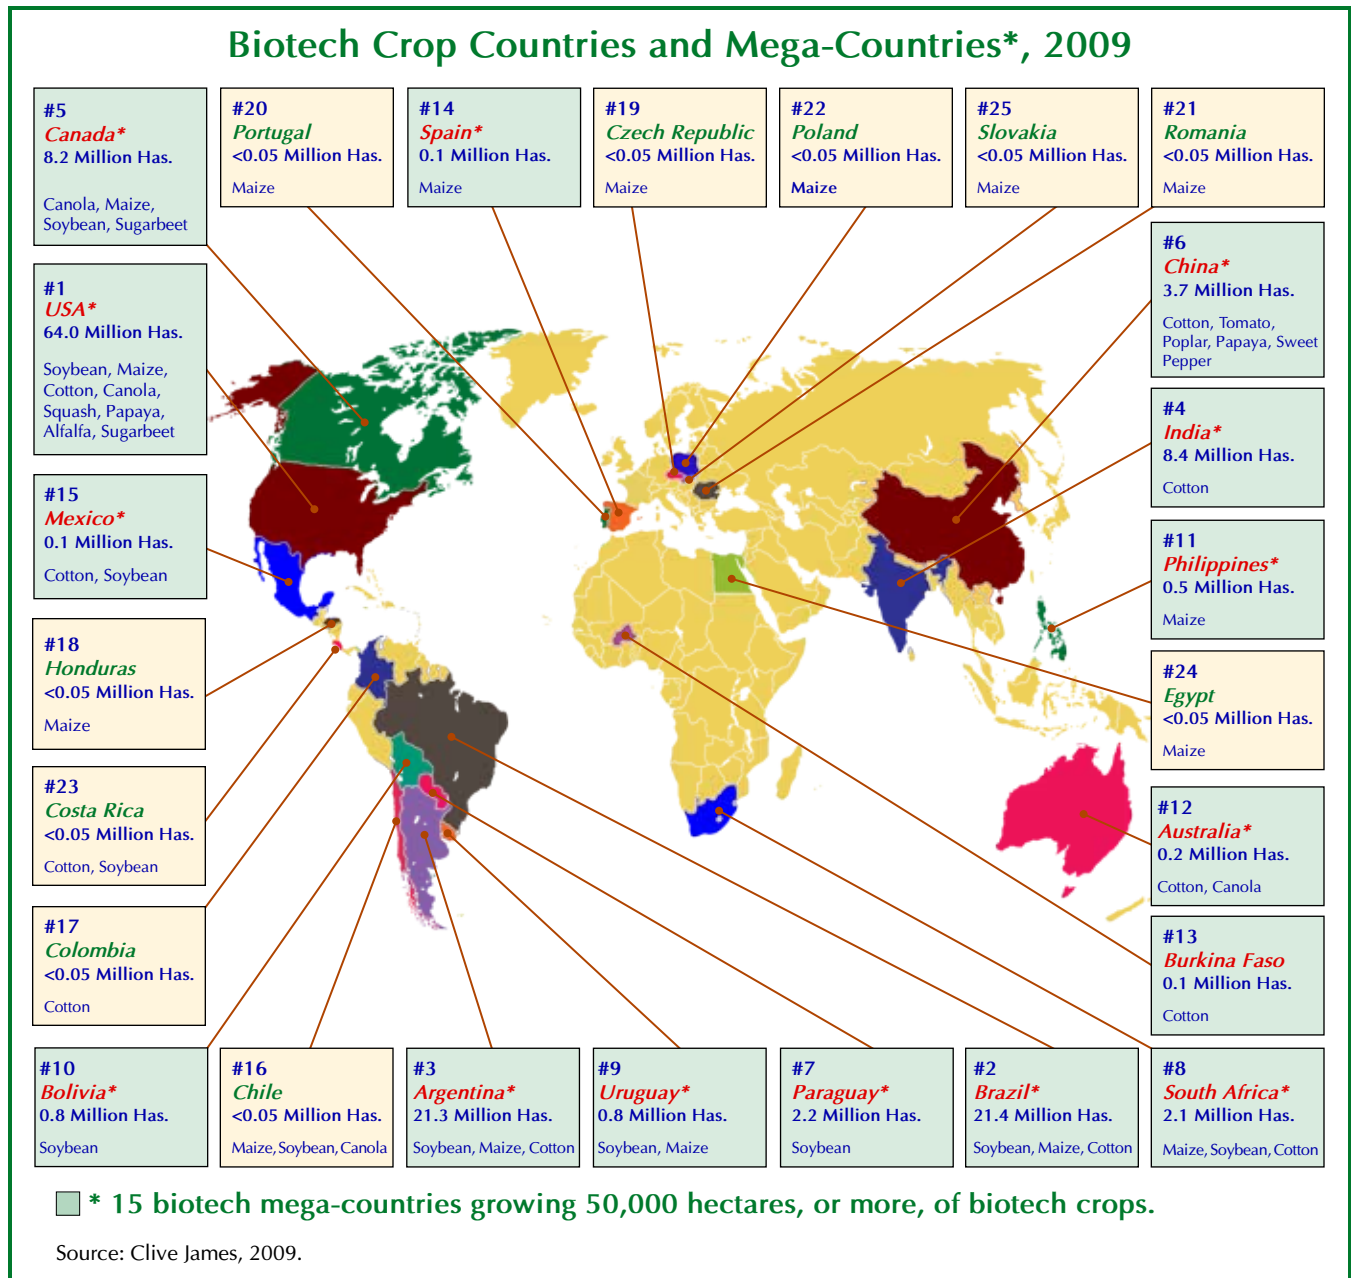 Biotech Crop Countries and Mega-Countries*, 2009
#5
Canada*
8.2 Million Has.
Canola, Maize,
Soybean, Sugarbeet
#20
Portugal
<0.05 Million Has.
Maize
#14
Spain*
0.1 Million Has.
Maize
#19
Czech Republic
<0.05 Million Has.
Maize
#22
Poland
<0.05 Million Has.
Maize
#25
Slovakia
<0.05 Million Has.
Maize
#21
Romania
<0.05 Million Has.
Maize
#1
USA*
64.0 Million Has.
Soybean, Maize,
Cotton, Canola,
Squash, Papaya,
Alfalfa, Sugarbeet
#6
China*
3.7 Million Has.
Cotton, Tomato,
Poplar, Papaya, Sweet
Pepper
#4
India*
8.4 Million Has.
Cotton
#15
Mexico*
0.1 Million Has.
Cotton, Soybean
#11
Philippines*
0.5 Million Has.
Maize
#18
Honduras
<0.05 Million Has.
Maize
#24
Egypt
<0.05 Million Has.
Maize
#23
Costa Rica
<0.05 Million Has.
Cotton, Soybean
#12
Australia*
0.2 Million Has.
Cotton, Canola
#17
Colombia
<0.05 Million Has.
Cotton
#13
Burkina Faso
0.1 Million Has.
Cotton
#10
Bolivia*
0.8 Million Has.
Soybean
#16
Chile
<0.05 Million Has.
Maize, Soybean, Canola
#3
Argentina*
21.3 Million Has.
Soybean, Maize, Cotton
#9
Uruguay*
0.8 Million Has.
Soybean, Maize
#7
Paraguay*
2.2 Million Has.
Soybean
#2
Brazil*
21.4 Million Has.
Soybean, Maize, Cotton
#8
South Africa*
2.1 Million Has.
Maize, Soybean, Cotton
* 15 biotech mega-countries growing 50,000 hectares, or more, of biotech crops.
Source: Clive James, 2009.